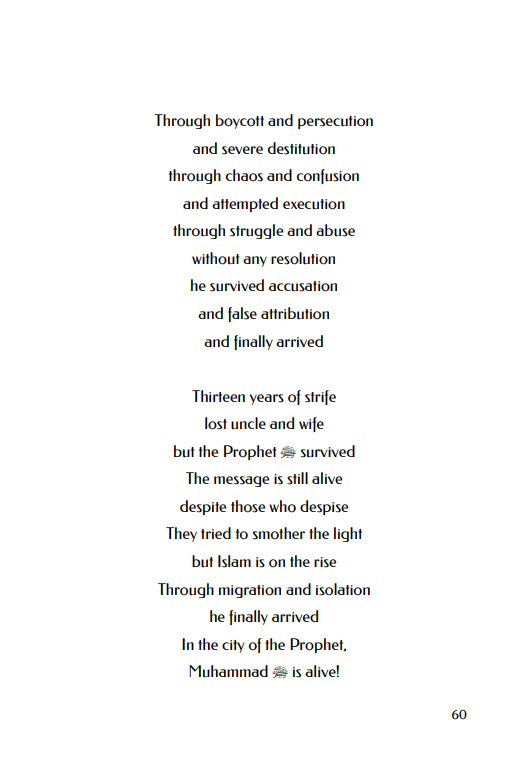 Through boycott and persecution
and severe destitution
through chaos and confusion
and attempted execution
through struggle and abuse
without any resolution
he survived accusation
and false attribution
and finally arrived
Thirteen years of strife
lost uncle and wife
but the Prophet ﷺ survived
The message is still alive
despite those who despise
They tried to smother the light
but Islam is on the rise
Through migration and isolation
he finally arrived
In the city of the Prophet,
Muhammad ﷺ is alive!
60